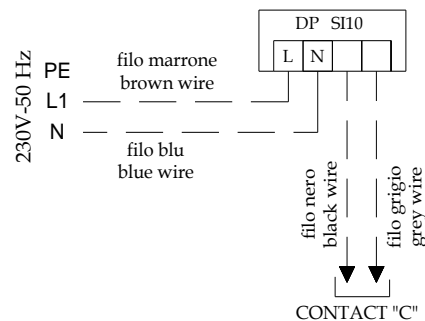 DP SI10
L N
230V-50 Hz
PE
L1
N
filo marrone
brown wire
filo blu
blue wire
filo nero
black wire
filo grigio
grey wire
CONTACT "C"